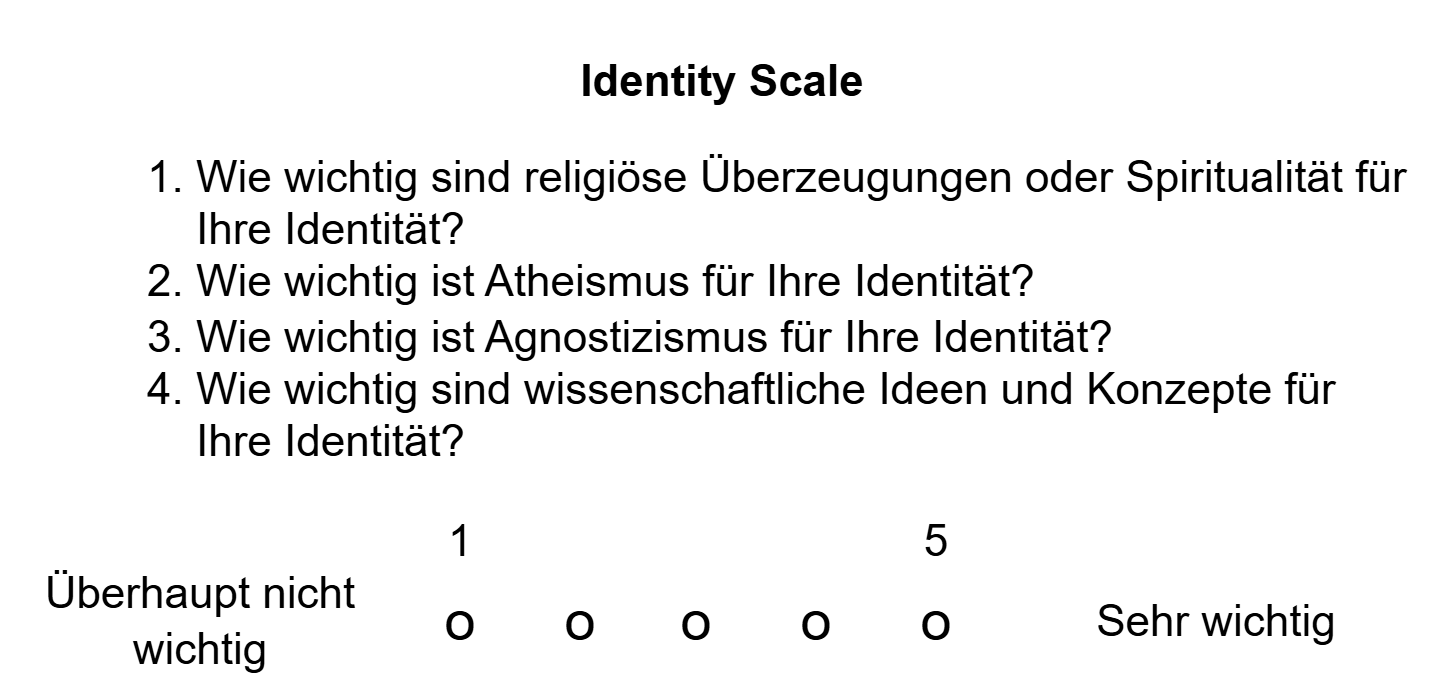 Identity Scale
1. Wie wichtig sind religiöse Überzeugungen oder Spiritualität für
Ihre Identität?
2. Wie wichtig ist Atheismus für Ihre Identität?
3. Wie wichtig ist Agnostizismus für Ihre Identität?
4. Wie wichtig sind wissenschaftliche Ideen und Konzepte für
Ihre Identität?
1 5
Überhaupt nicht
wichtig
o o o o o
Sehr wichtig